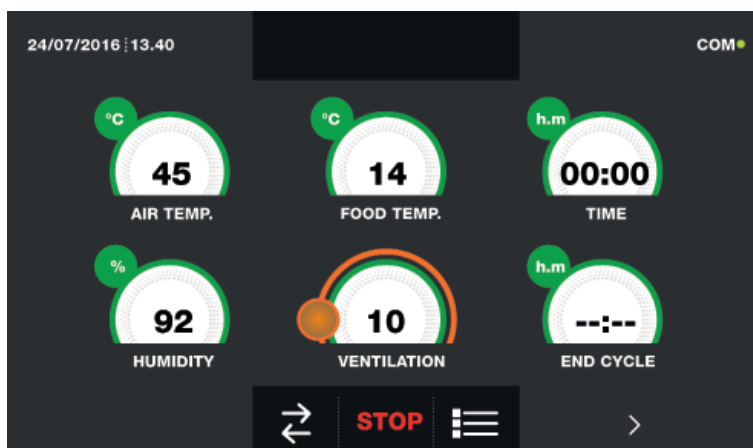 24/07/2016 13.40
COM
°C
°C
h.m
45
14
00:00
AIR TEMP.
FOOD TEMP.
TIME
%
h.m
92
10
--:--
HUMIDITY
VENTILATION
END CYCLE
STOP